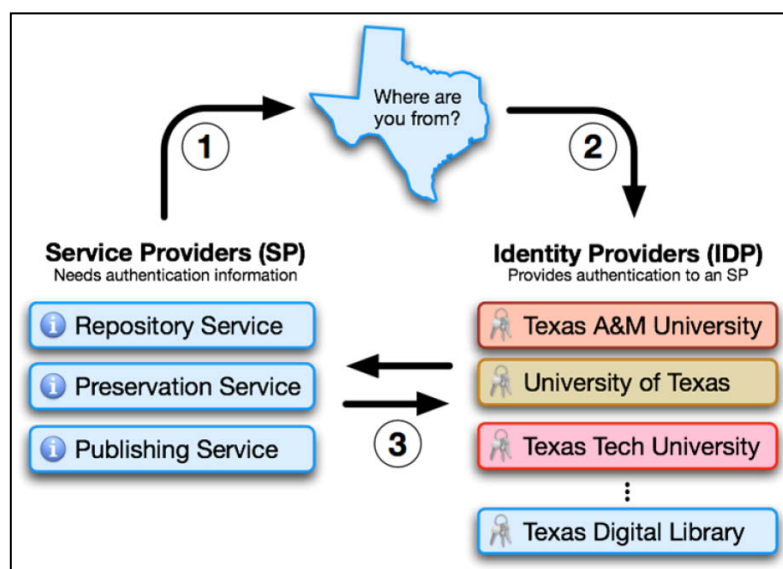 Where are
you from?
1
2
Service Providers (SP)
Needs authentication information
Repository Service
Preservation Service
Publishing Service
Identity Providers (IDP)
Provides authentication to an SP
Texas A&M University
University of Texas
Texas Tech University
Texas Digital Library
3